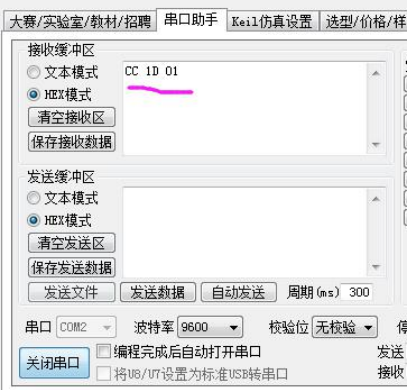 大赛/实验室/教材/招聘 串口助手 Keil仿真设置 选型/价格/样
接收缓冲区
文本模式
HEX模式
清空接收区
保存接收数据
CC 1D 01
发送缓冲区
文本模式
HEX模式
清空发送区
保存发送数据
发送文件 发送数据 自动发送 周期(ms) 300
串口 COM2 波特率 9600 校验位 无校验 停
关闭串口
编程完成后自动打开串口
将U8/U7设置为标准USB转串口
发送
接收